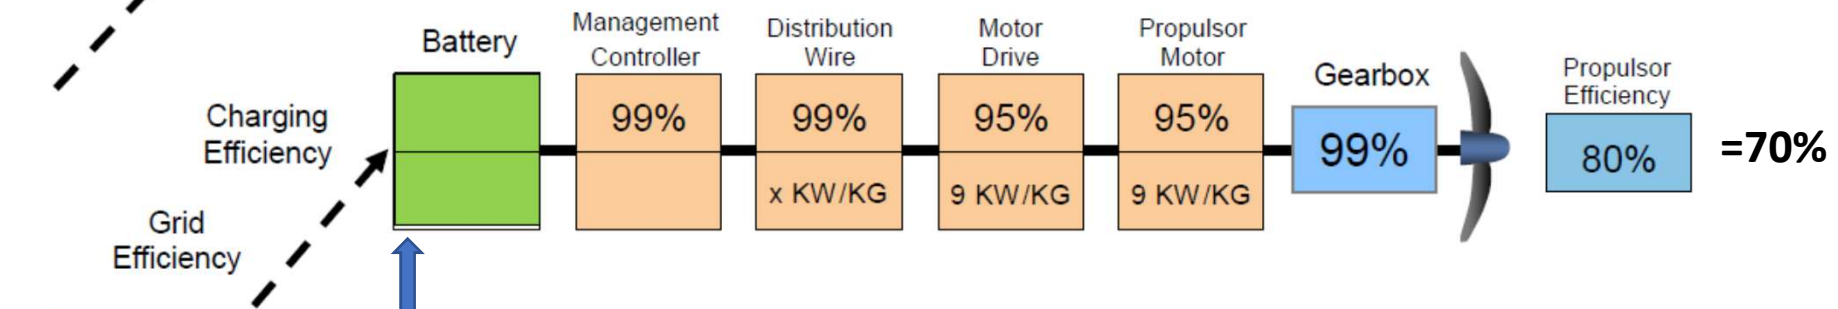 Battery
Management
Controller
Distribution
Wire
Motor
Drive
Propulsor
Motor
Gearbox
Propulsor
Efficiency
Charging
Efficiency
99%
99%
95%
95%
99%
80%
=70%
x KW/KG
9 KW/KG
9 KW/KG
Grid
Efficiency